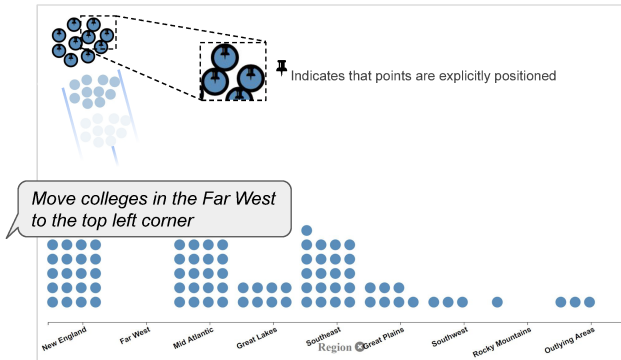 Indicates that points are explicitly positioned
Move colleges in the Far West
to the top left corner
New England
Far West
Mid Atlantic
Great Lakes
Southeast
Great Plains
Southwest
Rocky Mountains
Outlying Areas
Region